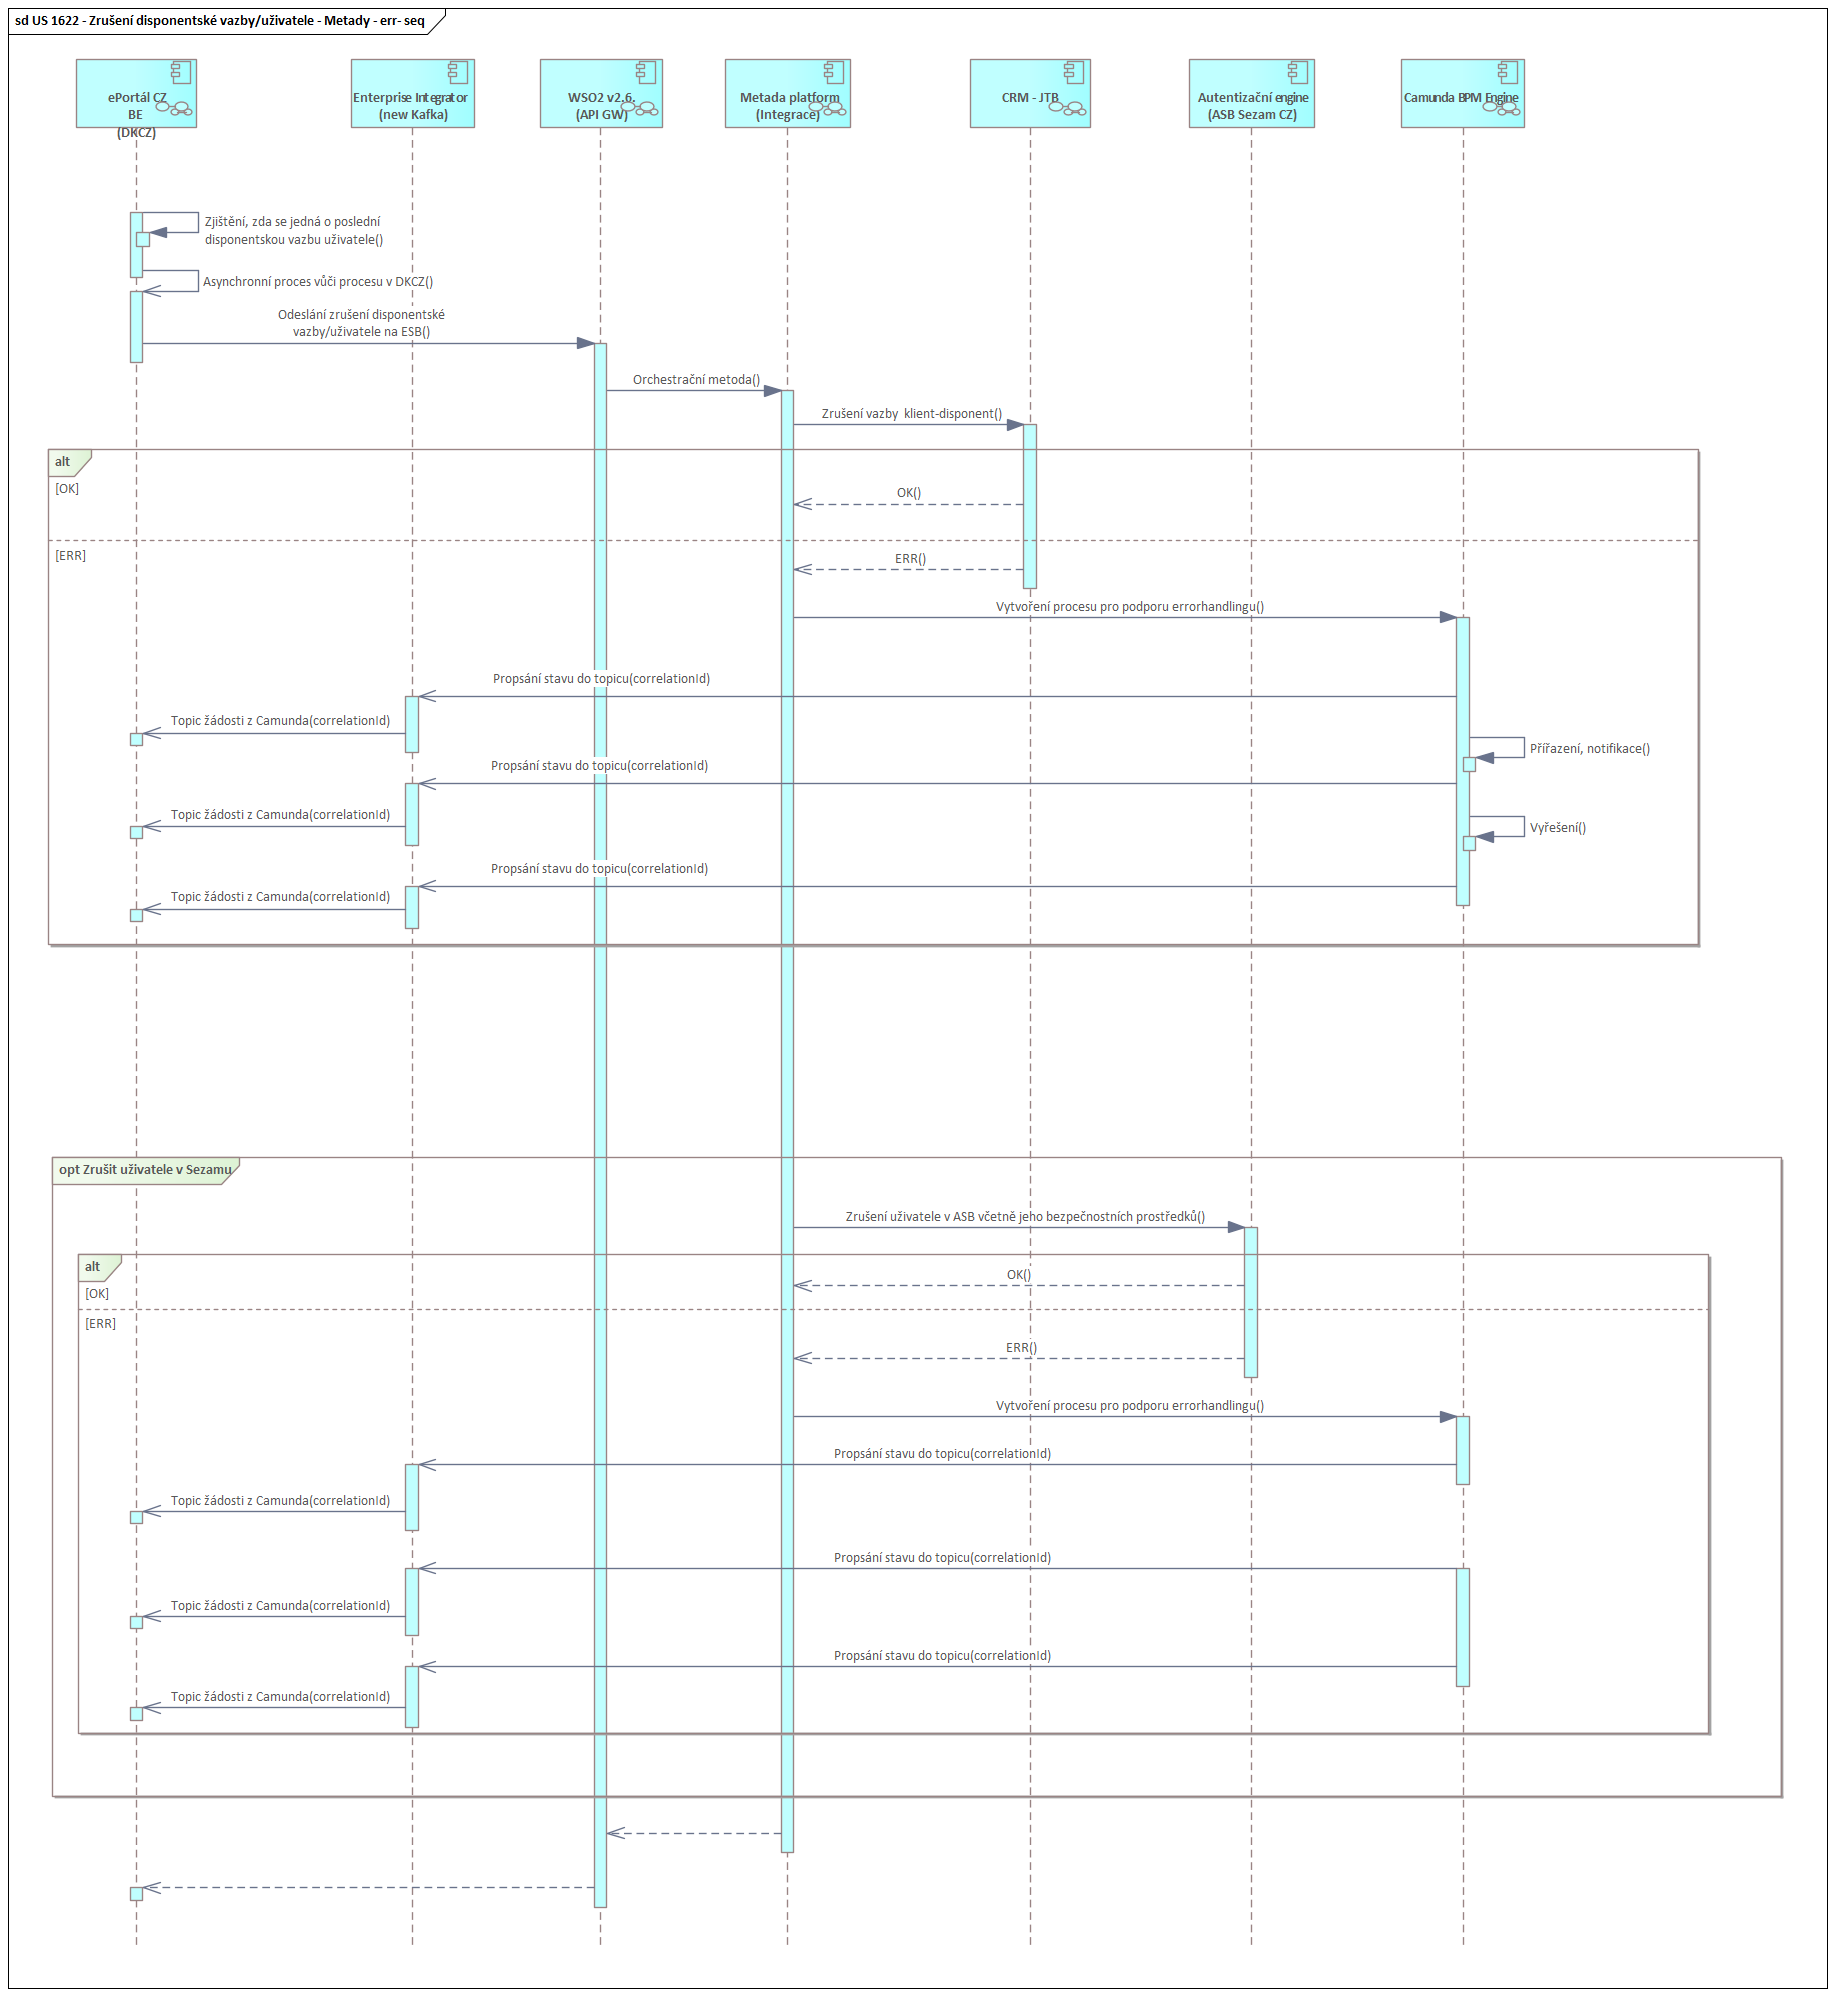 sd US 1622 - Zrušení disponentské vazby/uživatele - Metady - err- seq
ePortál CZ
BE
(DKCZ)
Enterprise Integrator
(new Kafka)
WSO2 v2.6.
(API GW)
Metada platform
(Integrace)
CRM - JTB
Autentizační engine
(ASB Sezam CZ)
Camunda BPM Engine
Zjištění, zda se jedná o poslední
disponentskou vazbu uživatele()
Asynchronní proces vůči procesu v DKCZ()
Odeslání zrušení disponentské
vazby/uživatele na ESB()
Orchestrační metoda()
Zrušení vazby  klient-disponent()
alt
[OK]
OK()
[ERR]
ERR()
Vytvoření procesu pro podporu errorhandlingu()
Propsání stavu do topicu(correlationId)
Topic žádosti z Camunda(correlationId)
Přířazení, notifikace()
Propsání stavu do topicu(correlationId)
Topic žádosti z Camunda(correlationId)
Vyřešení()
Propsání stavu do topicu(correlationId)
Topic žádosti z Camunda(correlationId)
opt Zrušit uživatele v Sezamu
Zrušení uživatele v ASB včetně jeho bezpečnostních prostředků()
alt
OK()
[OK]
[ERR]
ERR()
Vytvoření procesu pro podporu errorhandlingu()
Propsání stavu do topicu(correlationId)
Topic žádosti z Camunda(correlationId)
Propsání stavu do topicu(correlationId)
Topic žádosti z Camunda(correlationId)
Propsání stavu do topicu(correlationId)
Topic žádosti z Camunda(correlationId)